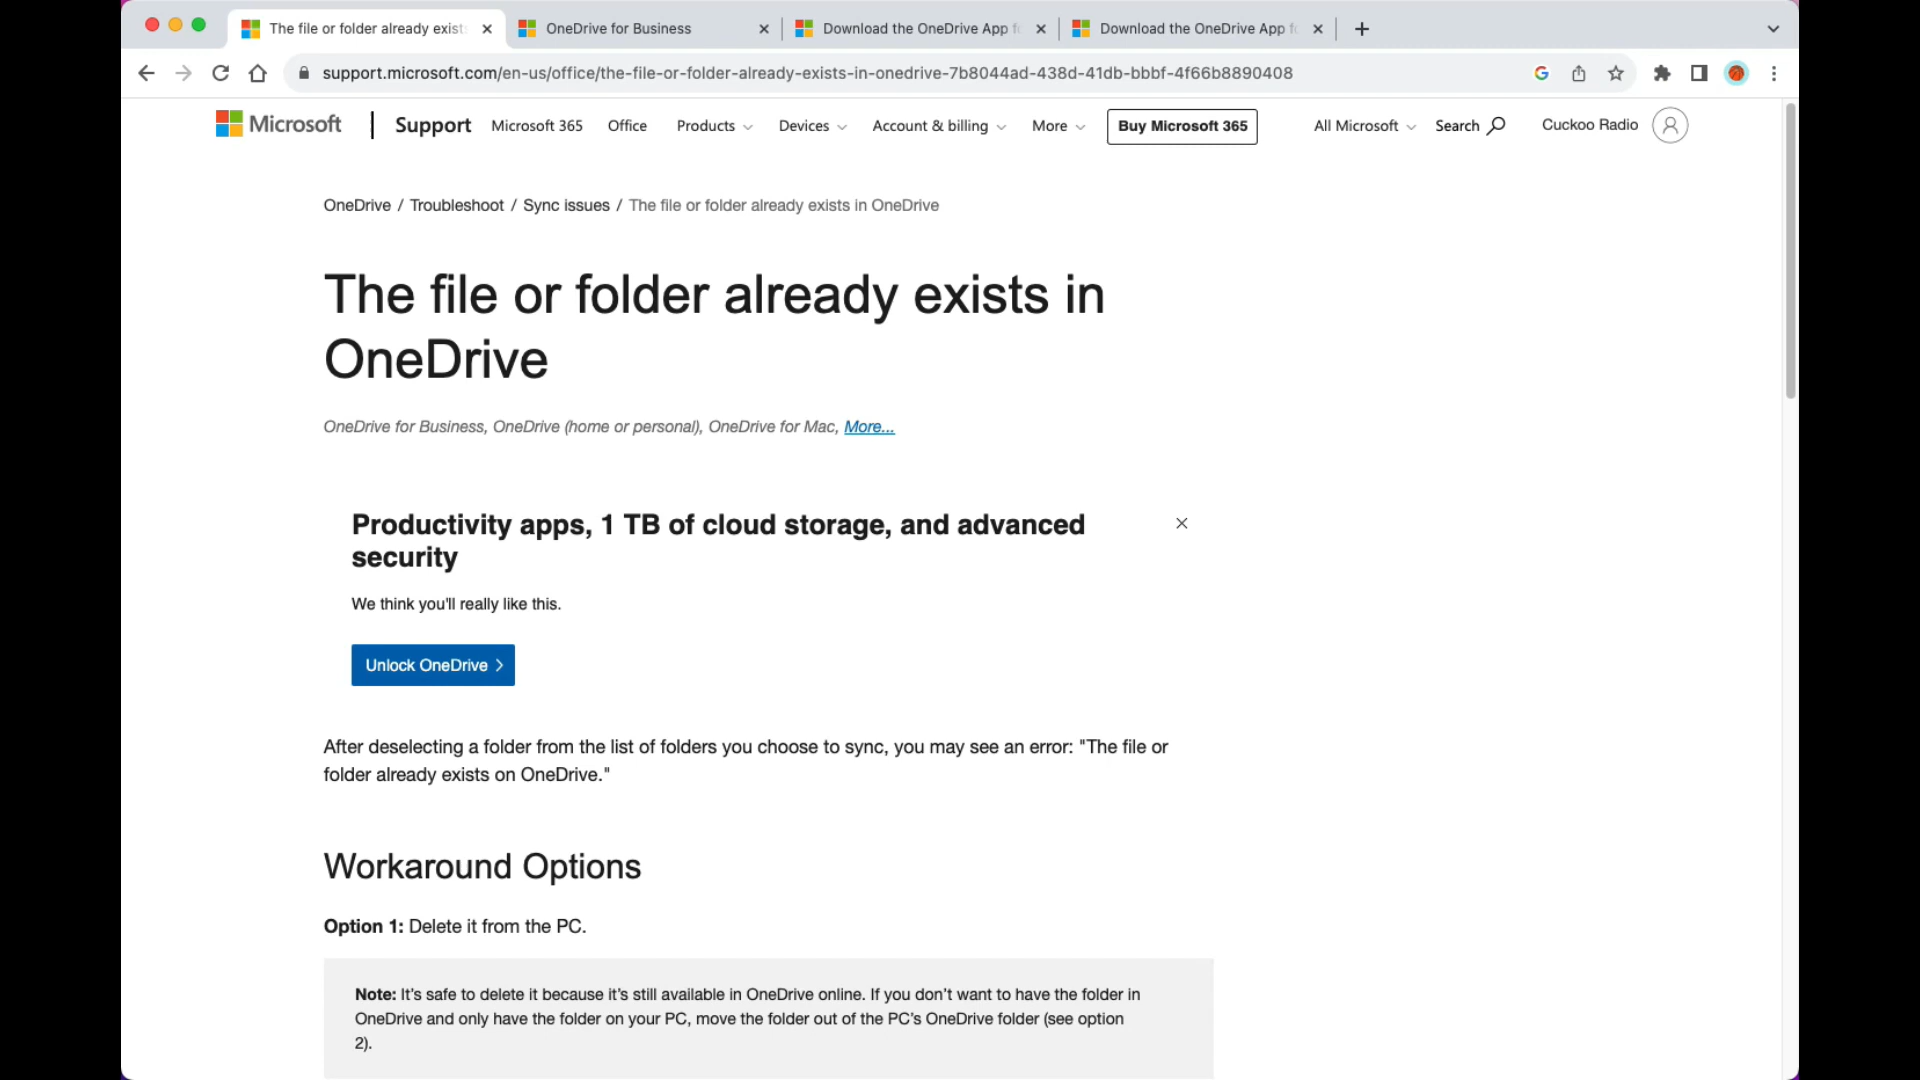 The file or folder already exist
OneDrive for Business
Download the OneDrive App f
Download the OneDrive App f
support.microsoft.com/en-us/office/the-file-or-folder-already-exists-in-onedrive-7b8044ad-438d-41db-bbbf-4f66b8890408
Microsoft
Support
Microsoft 365
Office
Products
Devices
Account & billing
More
Buy Microsoft 365
All Microsoft
Search
Cuckoo Radio
OneDrive / Troubleshoot / Sync issues / The file or folder already exists in OneDrive
The file or folder already exists in
OneDrive
OneDrive for Business, OneDrive (home or personal), OneDrive for Mac, More...
Productivity apps, 1 TB of cloud storage, and advanced
security
We think you'll really like this.
Unlock OneDrive
After deselecting a folder from the list of folders you choose to sync, you may see an error: "The file or
folder already exists on OneDrive."
Workaround Options
Option 1: Delete it from the PC.
Note: It’s safe to delete it because it’s still available in OneDrive online. If you don’t want to have the folder in
OneDrive and only have the folder on your PC, move the folder out of the PC’s OneDrive folder (see option
2).